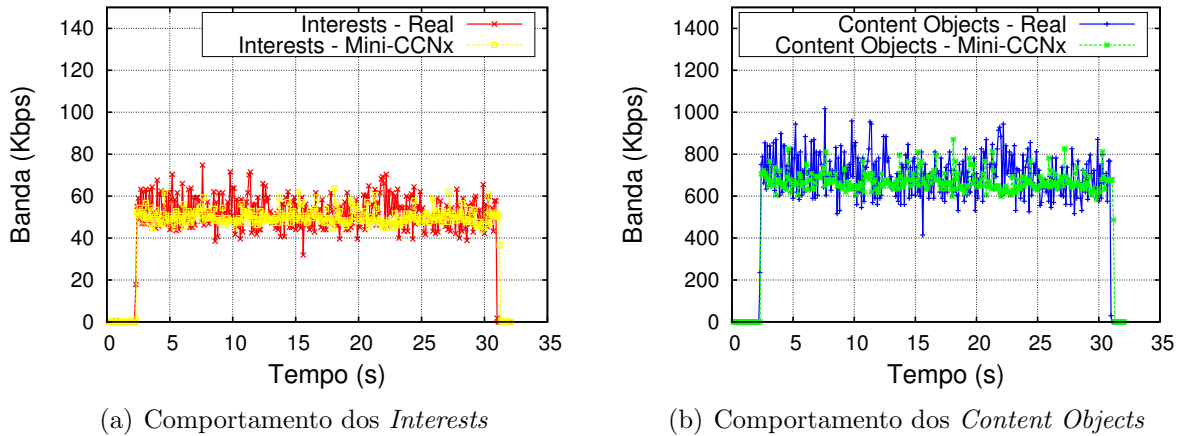 Interests - Real
Interests - Mini-CCNx
Banda (Kbps)
140
120
100
80
60
40
20
0
0 5 10 15 20 25 30 35
Tempo (s)
(a) Comportamento dos Interests
Content Objects - Real
Content Objects - Mini-CCNx
Banda (Kbps)
1400
1200
1000
800
600
400
200
0
0 5 10 15 20 25 30 35
Tempo (s)
(b) Comportamento dos Content Objects